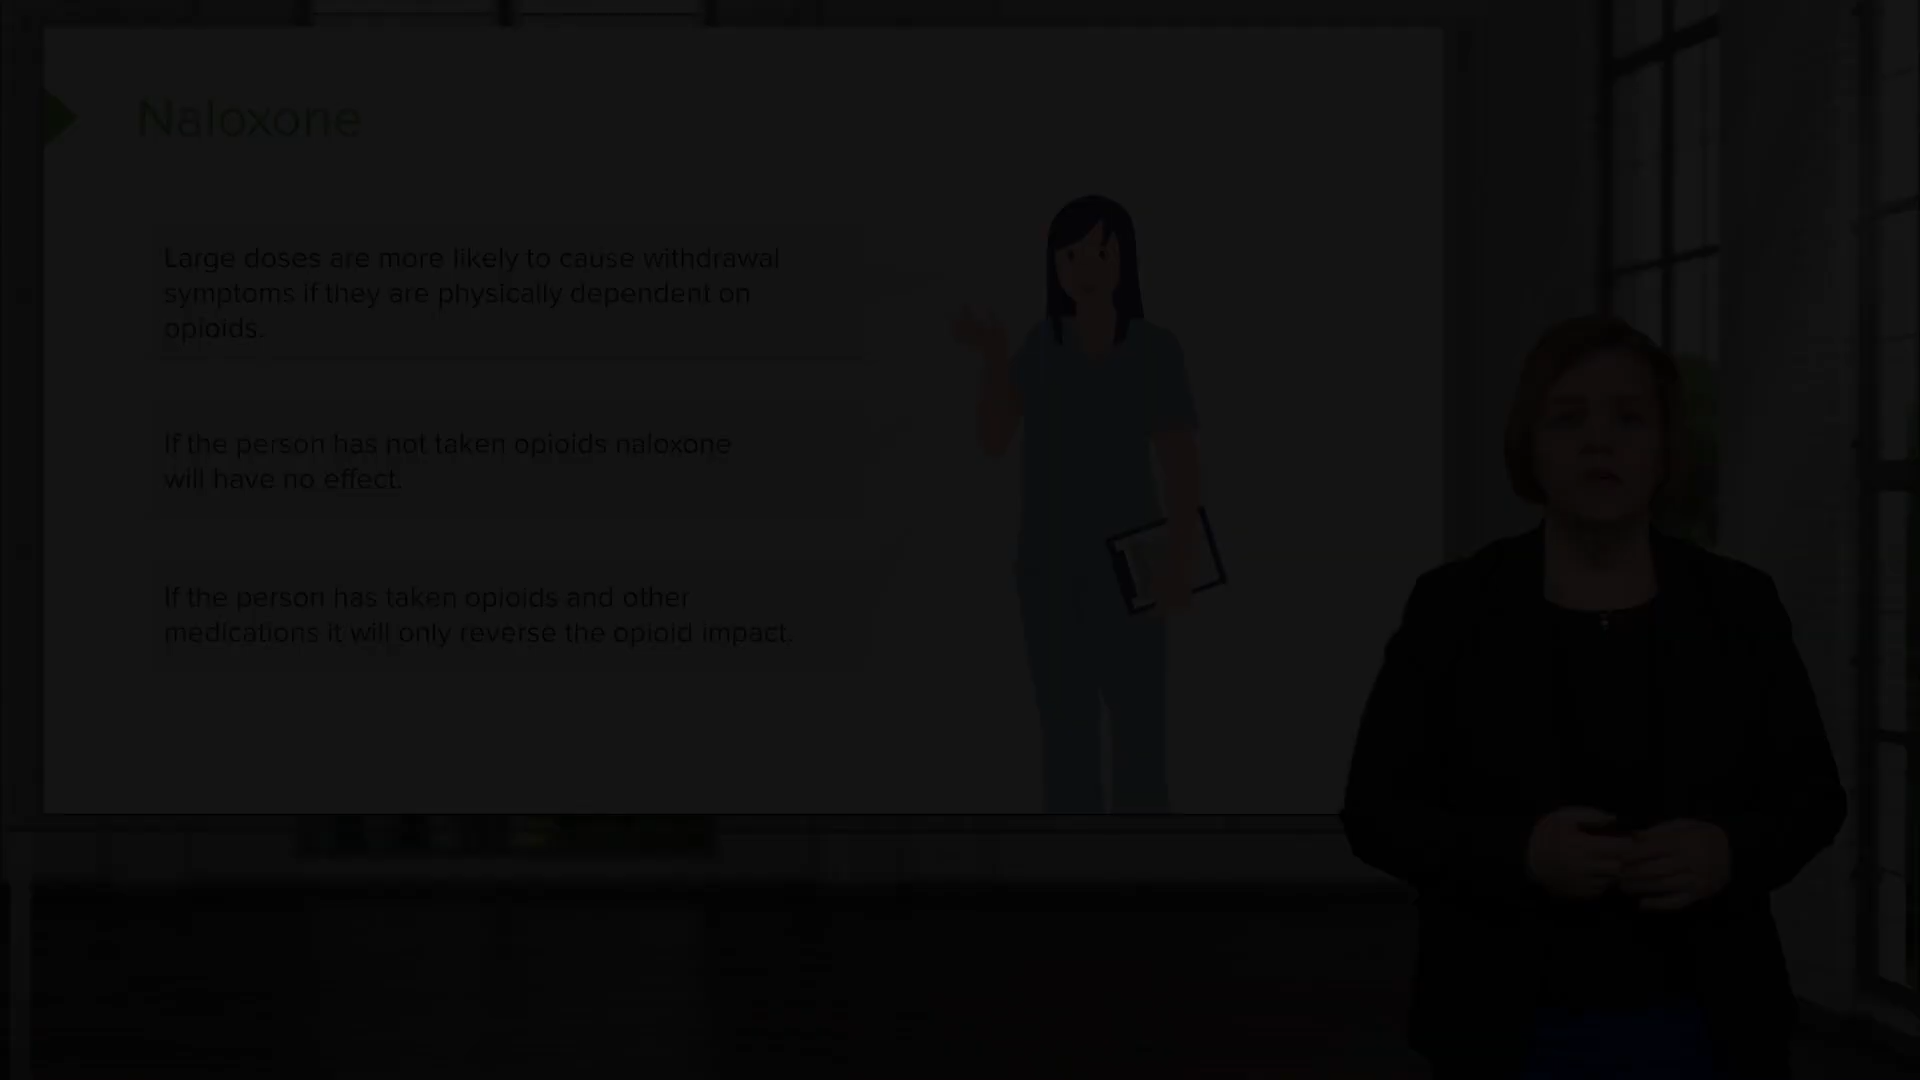 Naloxone
Large doses are more likely to cause withdrawal
symptoms if they are physically dependent on
opioids.
If the person has not taken opioids naloxone
will have no effect.
If the person has taken opioids and other
medications it will only reverse the opioid impact.